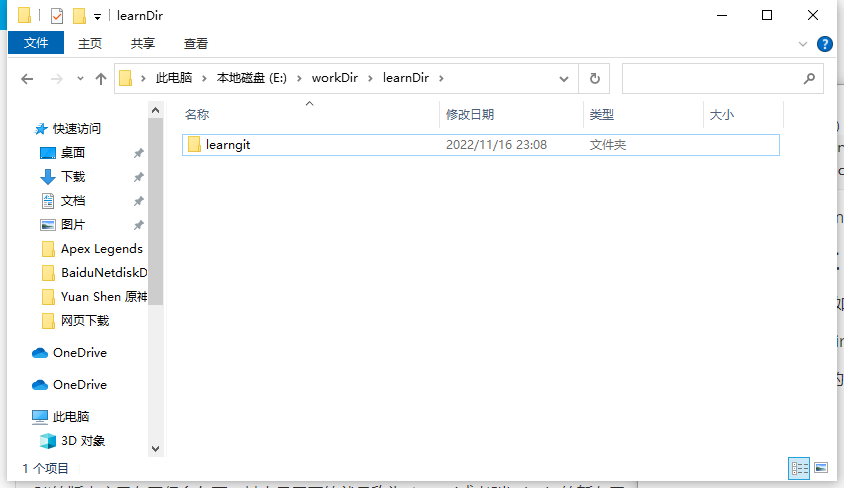 learnDir
文件 主页 共享 查看
此电脑 本地磁盘 (E:) workDir learnDir
名称 修改日期 类型 大小
learngit 2022/11/16 23:08 文件夹
快速访问
桌面
下载
文档
图片
Apex Legends
BaiduNetdiskD
Yuan Shen 原神
网页下载
OneDrive
OneDrive
此电脑
3D 对象
1 个项目